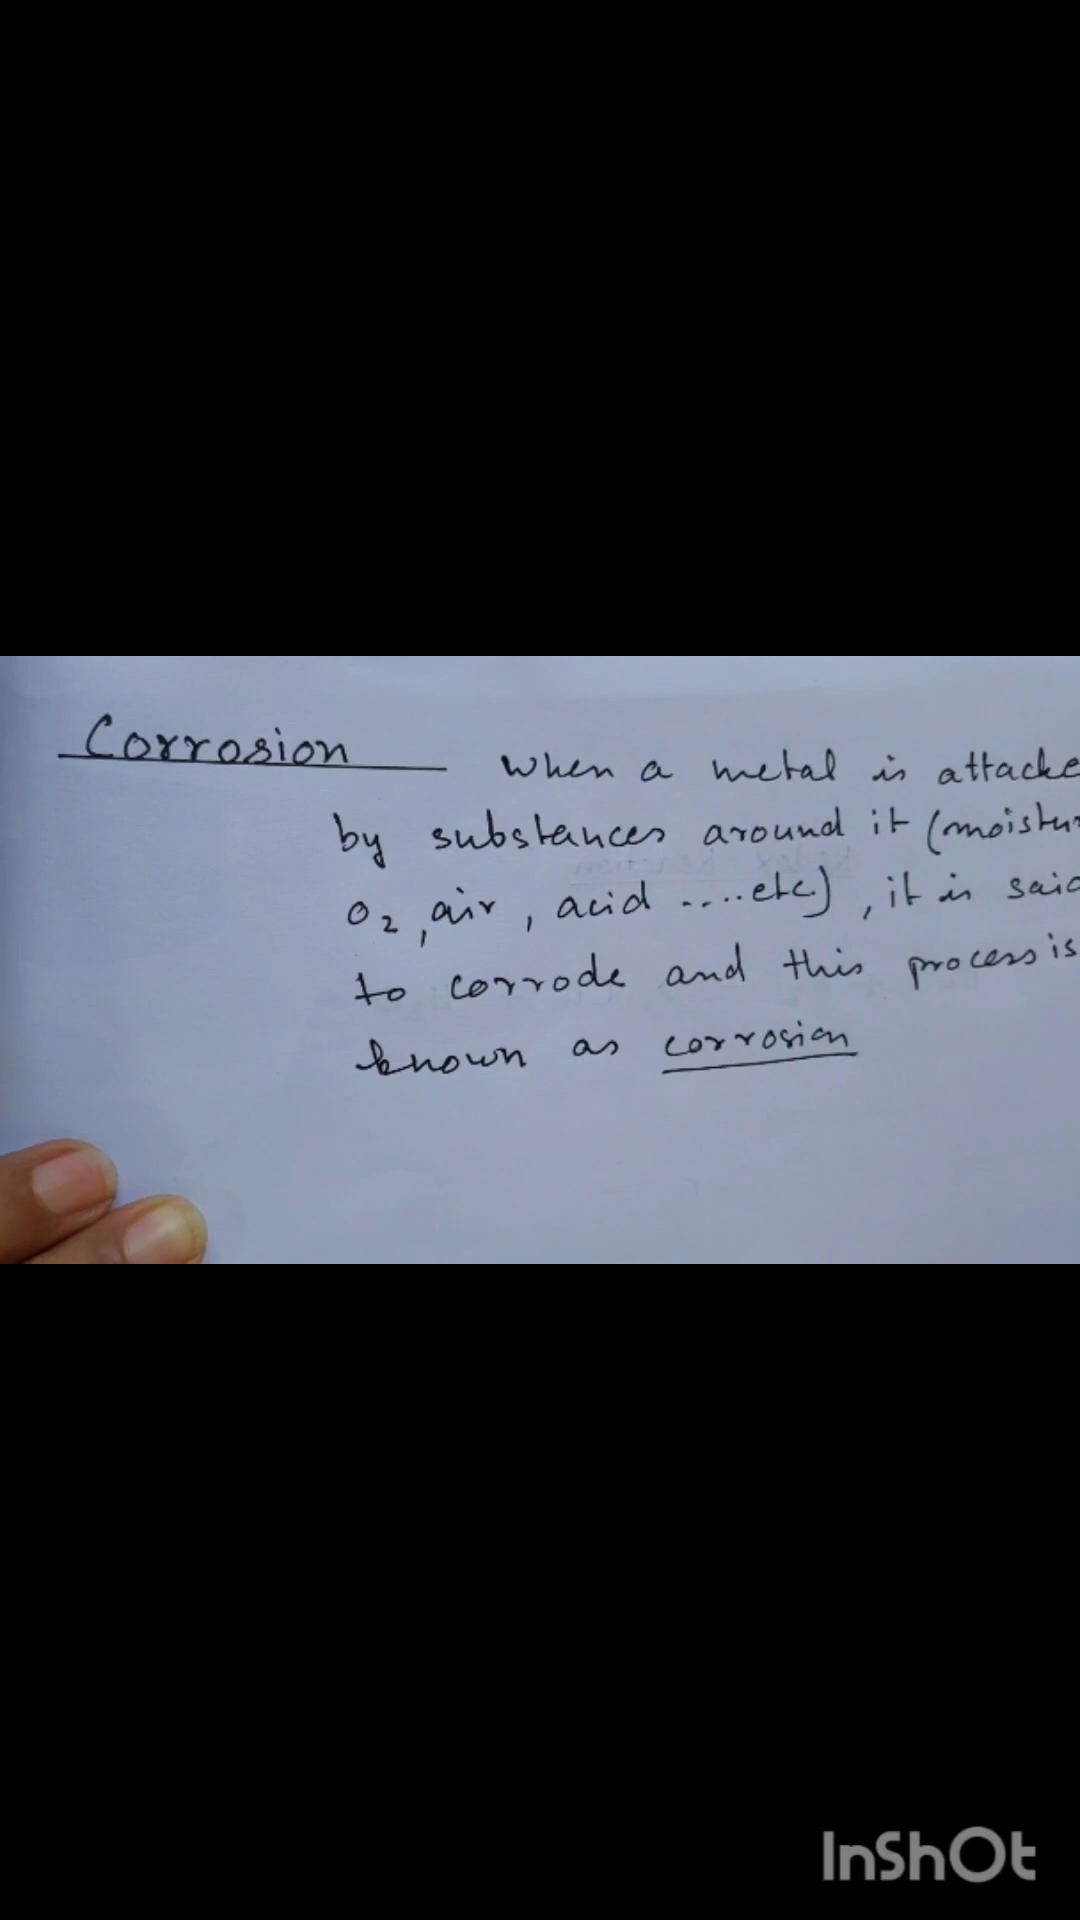 Corrosion
When a metal is attacke
by substances around it (moistur
O2, air, acid ....etc), it is said
to corrode and this process is
known as corrosion
InShOt